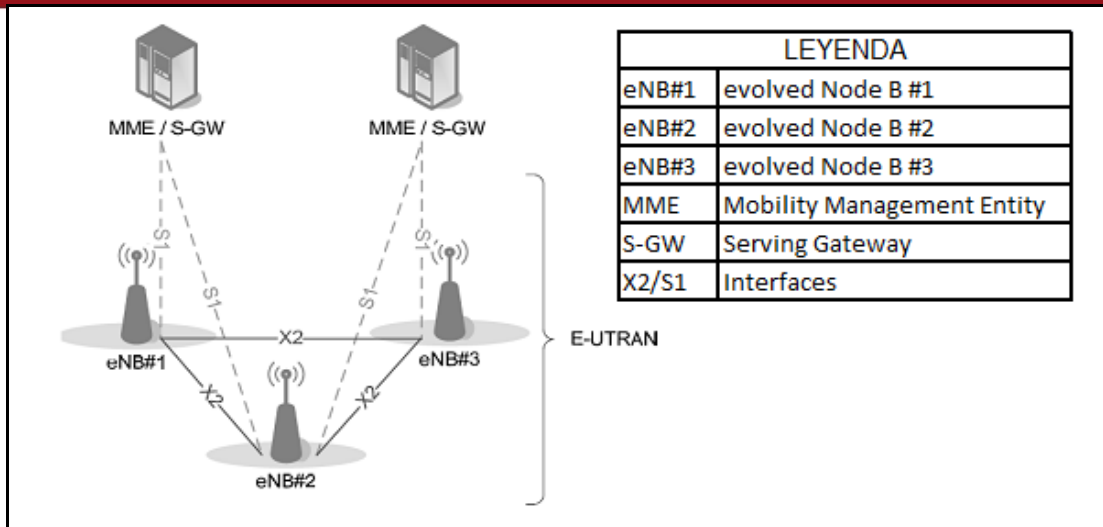 MME / S-GW
MME / S-GW
S1
S1
S1
S1
X2
X2
X2
eNB#1
eNB#3
eNB#2
E-UTRAN
LEYENDA
eNB#1 evolved Node B #1
eNB#2 evolved Node B #2
eNB#3 evolved Node B #3
MME Mobility Management Entity
S-GW Serving Gateway
X2/S1 Interfaces